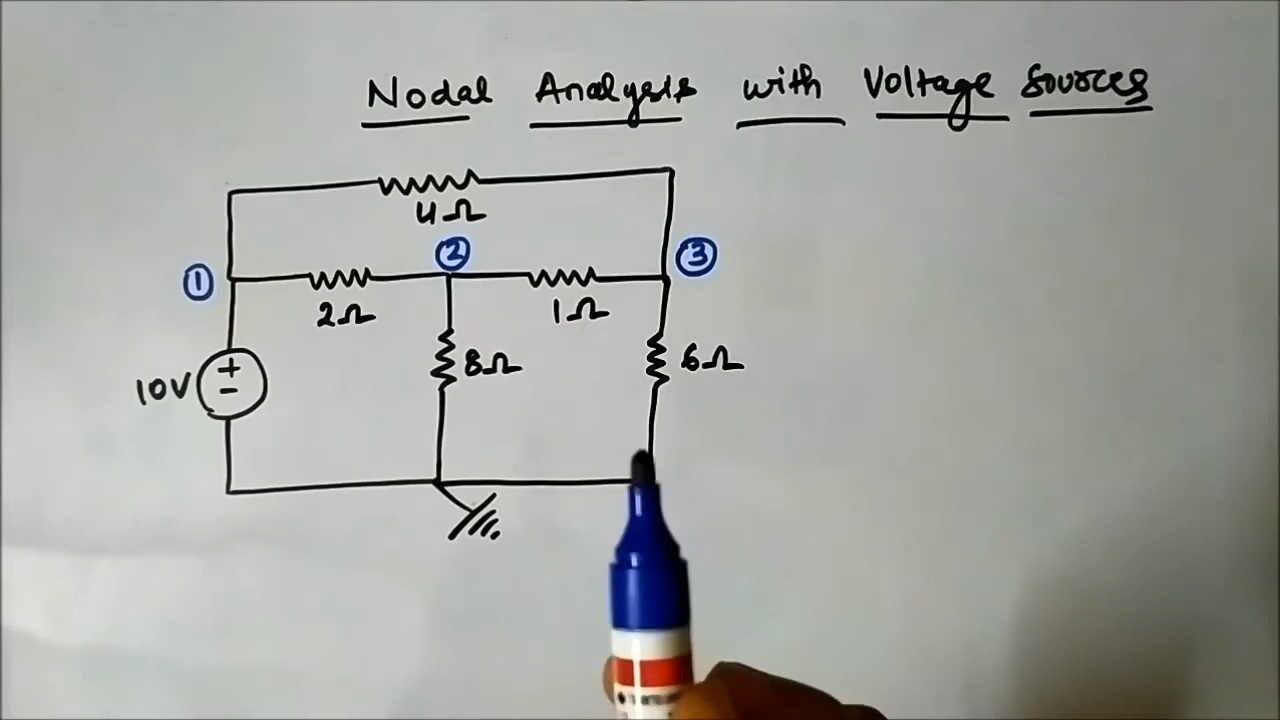 Nodal Analysis with Voltage Sources
4Ω
① ② ③
2Ω 1Ω
10V 8Ω 6Ω
+
-